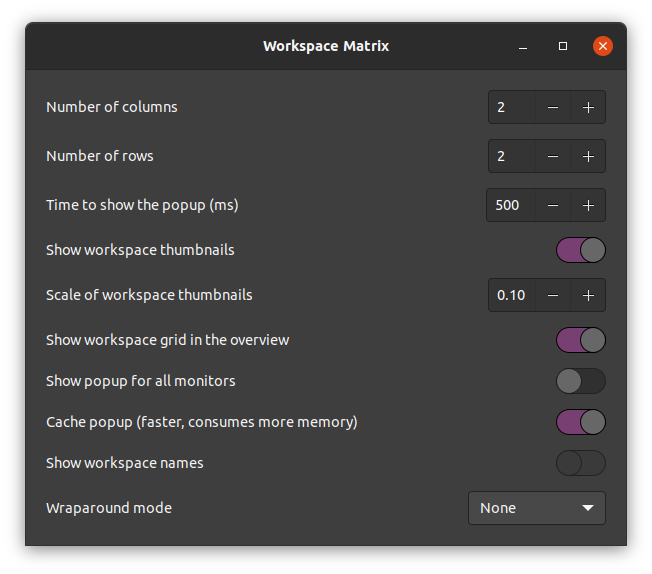 Workspace Matrix
Number of columns 2
Number of rows 2
Time to show the popup (ms) 500
Show workspace thumbnails
Scale of workspace thumbnails 0.10
Show workspace grid in the overview
Show popup for all monitors
Cache popup (faster, consumes more memory)
Show workspace names
Wraparound mode None